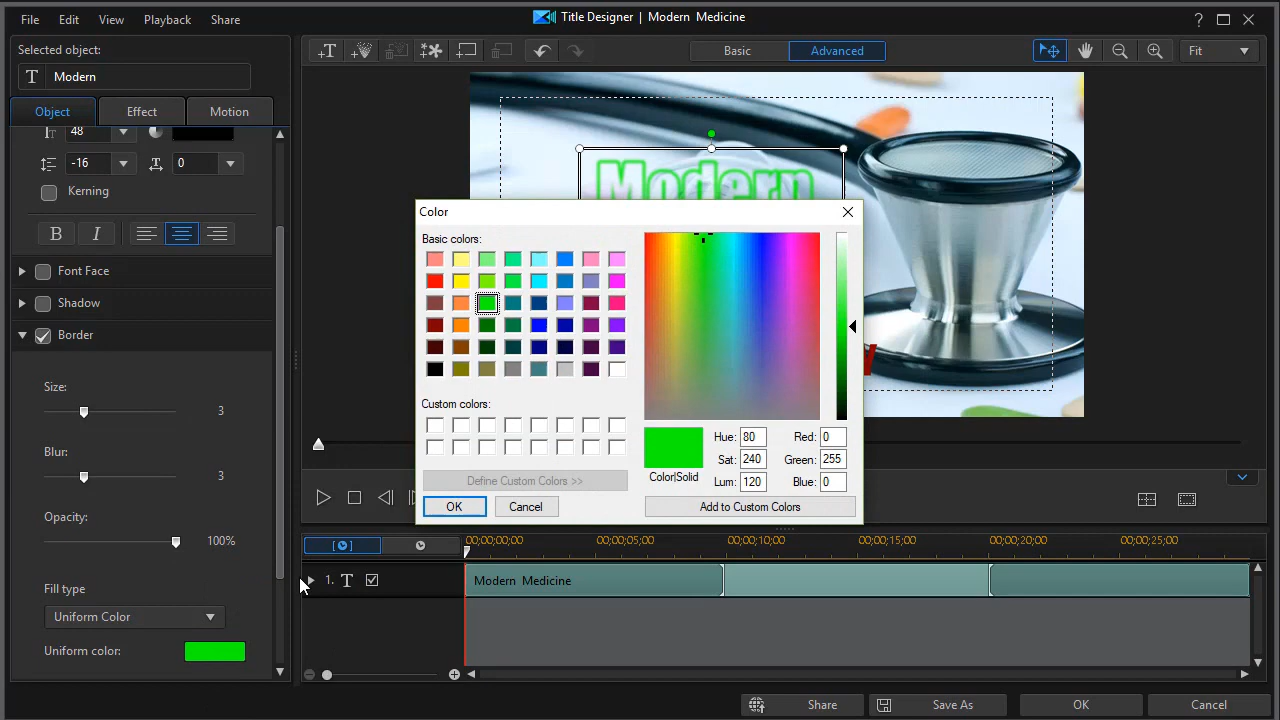 File Edit View Playback Share
Title Designer | Modern Medicine
?
Selected object:
T Modern
Object Effect Motion
48
-16 0
Kerning
B I
Font Face
Shadow
Border
Size:
3
Blur:
3
Opacity:
100%
Fill type
Uniform Color
Uniform color:
Basic Advanced
Fit
Modern
Color
Basic colors:
Custom colors:
Define Custom Colors >>
OK Cancel
Hue: 80 Red: 0
Sat: 240 Green: 255
Color|Solid
Lum: 120 Blue: 0
Add to Custom Colors
00;00;00;00 00;00;05;00 00;00;10;00 00;00;15;00 00;00;20;00 00;00;25;00
1. T Modern Medicine
Share Save As OK Cancel